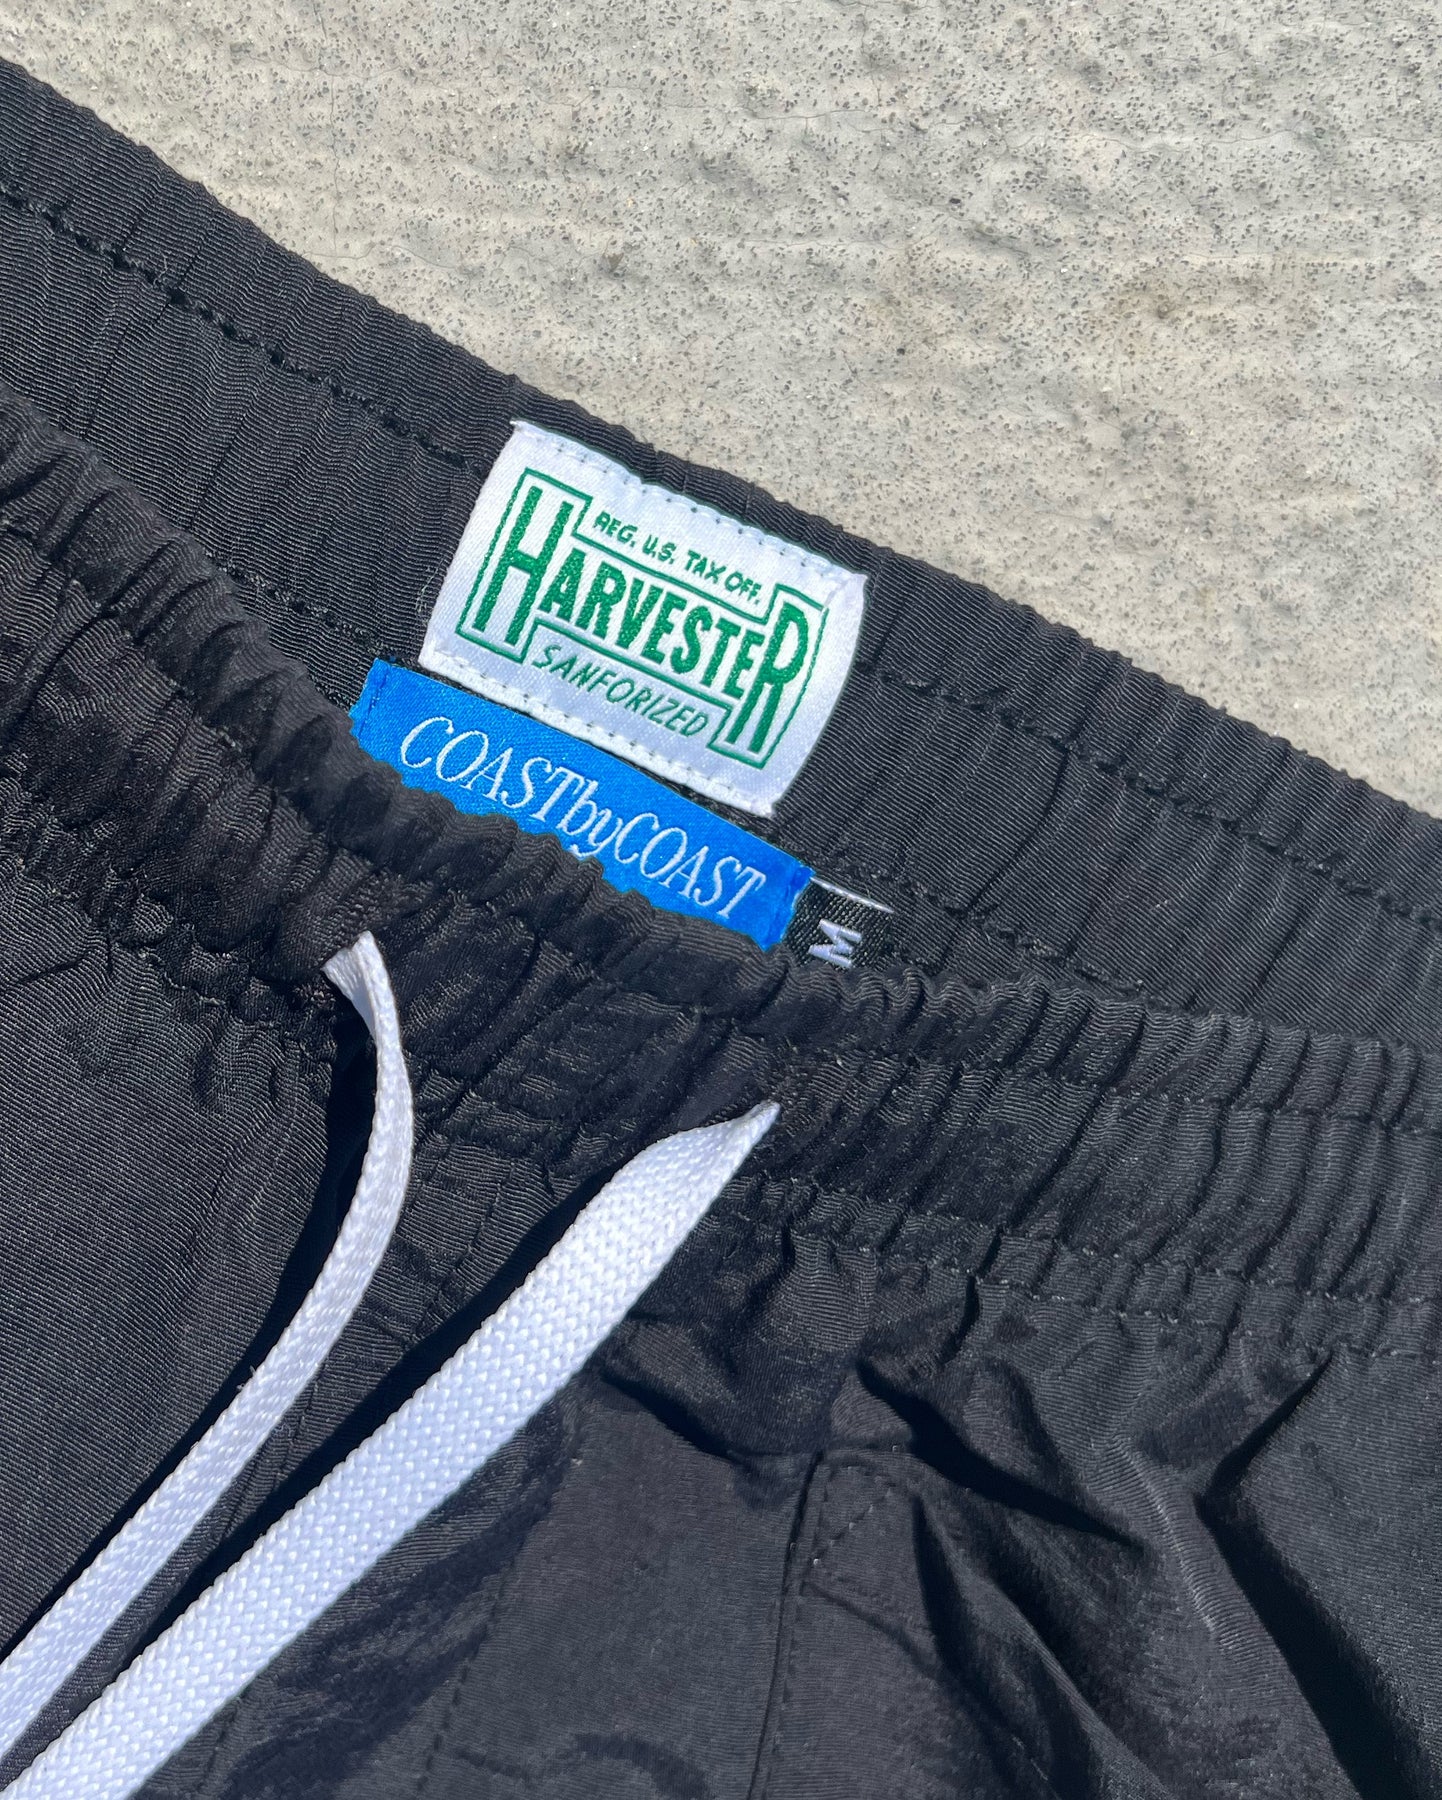 REG. U.S. TAX OFF.
HARVESTER
SANFORIZED
COASTbyCOAST
M